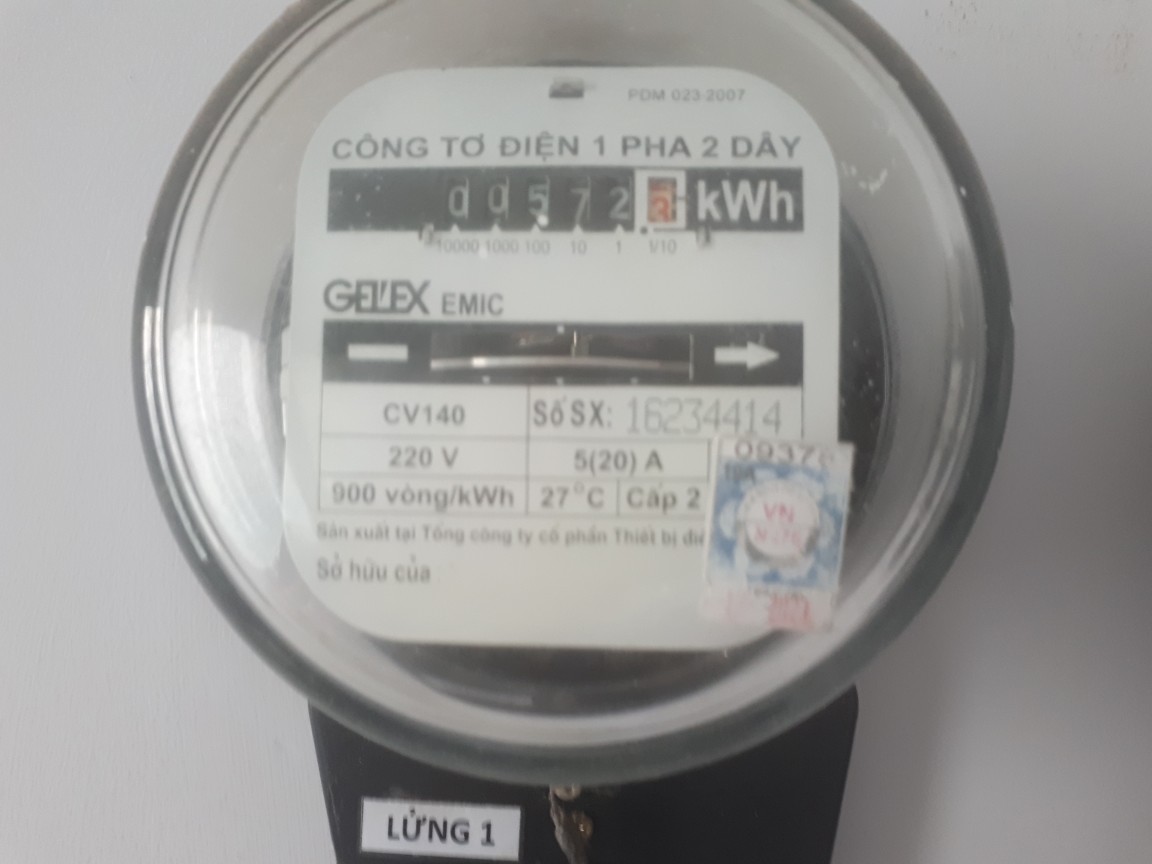 PDM 023-2007
CÔNG TƠ ĐIỆN 1 PHA 2 DÂY
0 0 5 7 2 3 kWh
10000 1000 100 10 1 1/10
GELEX EMIC
CV140 Số SX: 16234414
220 V 5(20) A
900 vòng/kWh 27°C Cấp 2
Sản xuất tại Tổng công ty cổ phần Thiết bị
Sở hữu của
VN
LỬNG 1